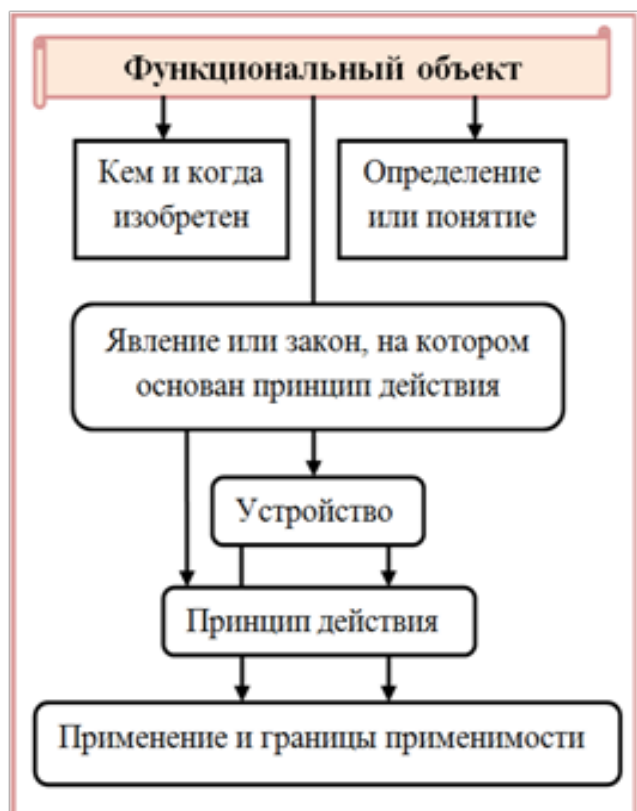 Функциональный объект
Кем и когда
изобретен
Определение
или понятие
Явление или закон, на котором
основан принцип действия
Устройство
Принцип действия
Применение и границы применимости